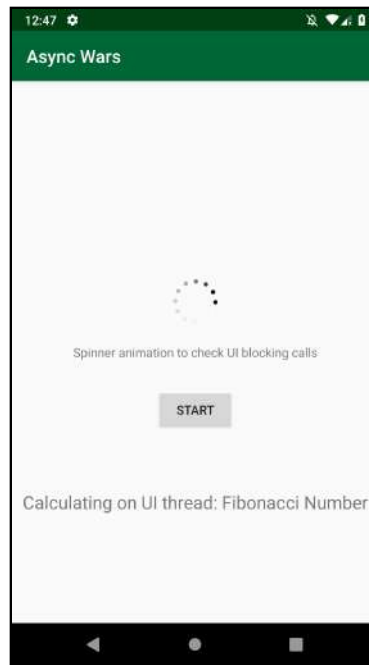 12:47
Async Wars
Spinner animation to check UI blocking calls
START
Calculating on UI thread: Fibonacci Number